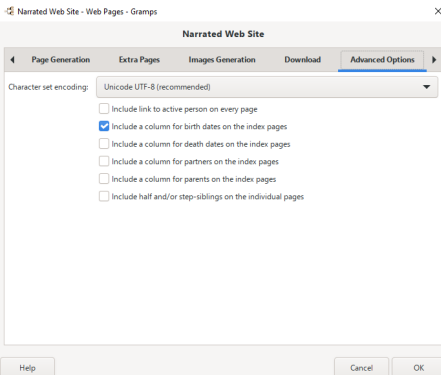 Narrated Web Site - Web Pages - Gramps
Narrated Web Site
Page Generation Extra Pages Images Generation Download Advanced Options
Character set encoding: Unicode UTF-8 (recommended)
Include link to active person on every page
Include a column for birth dates on the index pages
Include a column for death dates on the index pages
Include a column for partners on the index pages
Include a column for parents on the index pages
Include half and/or step-siblings on the individual pages
Help Cancel OK